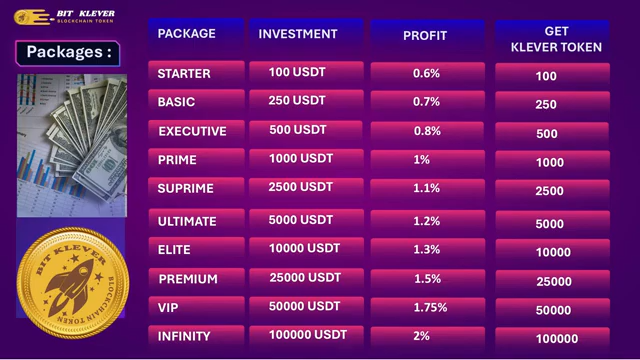 BIT KLEVER
BLOCKCHAIN TOKEN
Packages :
PACKAGE INVESTMENT PROFIT GET KLEVER TOKEN
STARTER 100 USDT 0.6% 100
BASIC 250 USDT 0.7% 250
EXECUTIVE 500 USDT 0.8% 500
PRIME 1000 USDT 1% 1000
SUPRIME 2500 USDT 1.1% 2500
ULTIMATE 5000 USDT 1.2% 5000
ELITE 10000 USDT 1.3% 10000
PREMIUM 25000 USDT 1.5% 25000
VIP 50000 USDT 1.75% 50000
INFINITY 100000 USDT 2% 100000
BIT KLEVER
BLOCKCHAIN TOKEN